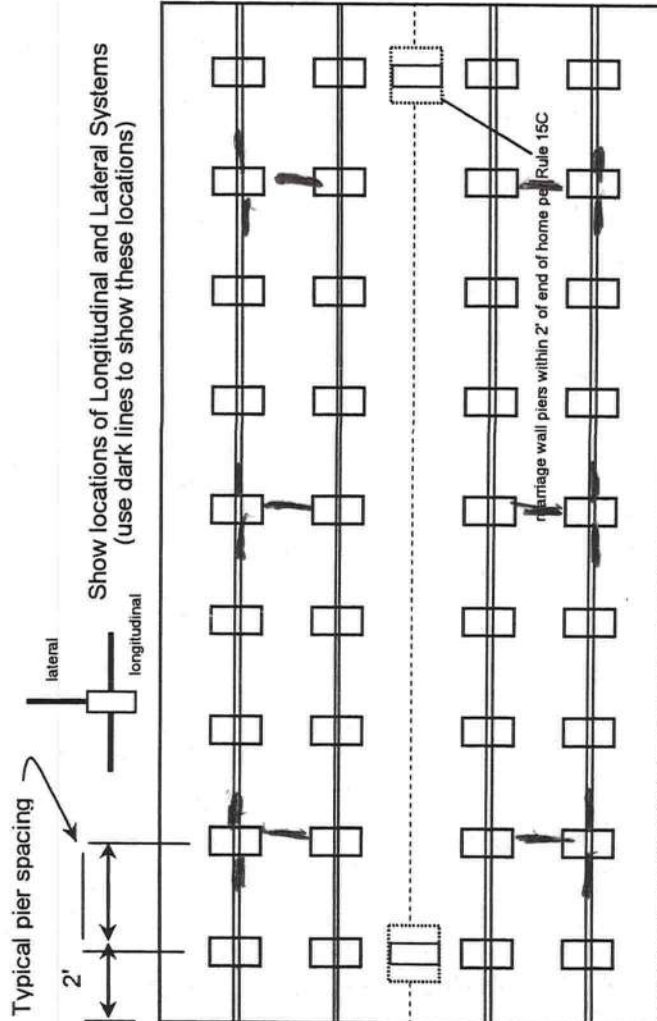 Typical pier spacing
2'
lateral
longitudinal
Show locations of Longitudinal and Lateral Systems
(use dark lines to show these locations)
marriage wall piers within 2' of end of home per Rule 15C